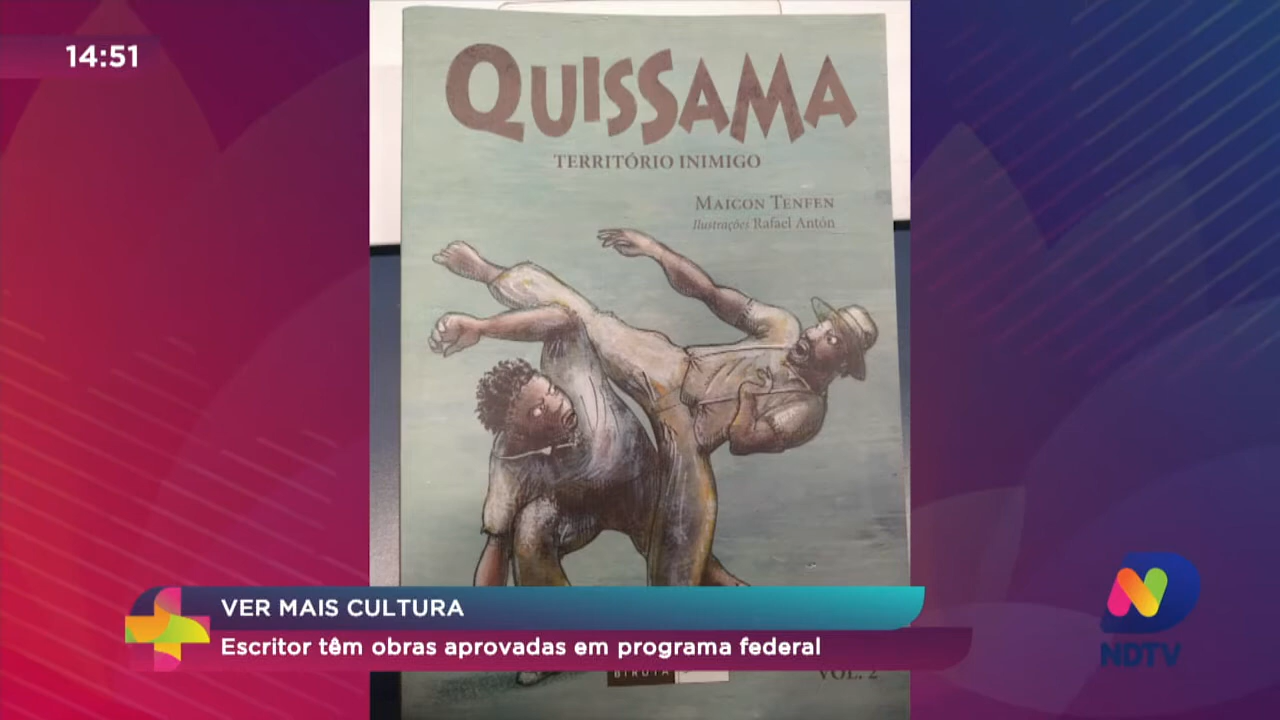 14:51
QUISSAMA
TERRITÓRIO INIMIGO
MAICON TENFEN
Ilustrações Rafael Antón
VER MAIS CULTURA
Escritor têm obras aprovadas em programa federal
NDTV
BIRUTA
VOL. 2